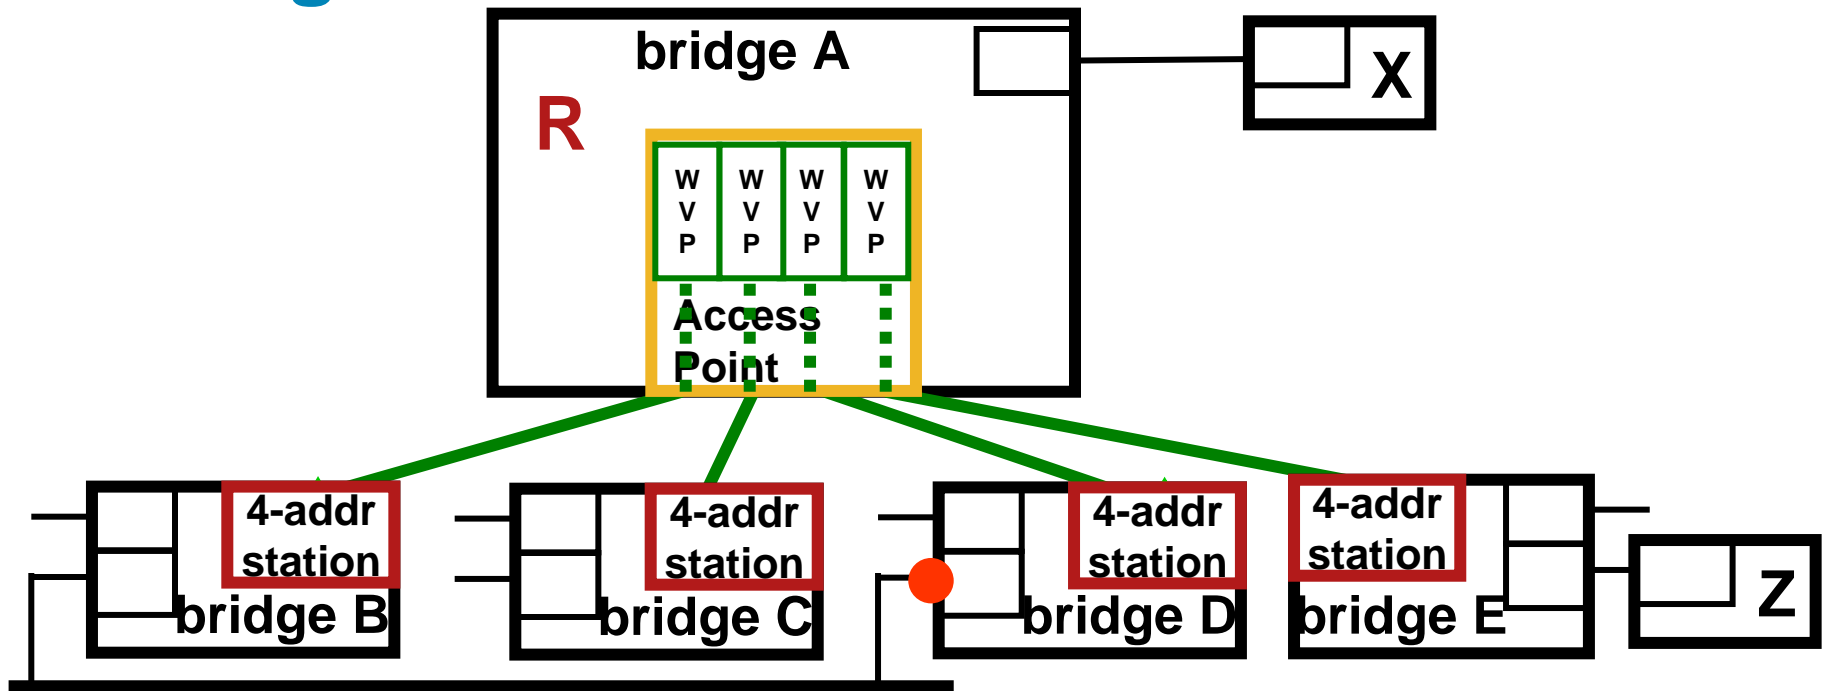 bridge A
X
R
W W W W
V V V V
P P P P
Access
Point
4-addr
station
bridge B
4-addr
station
bridge C
4-addr
station
bridge D
4-addr
station
bridge E
Z